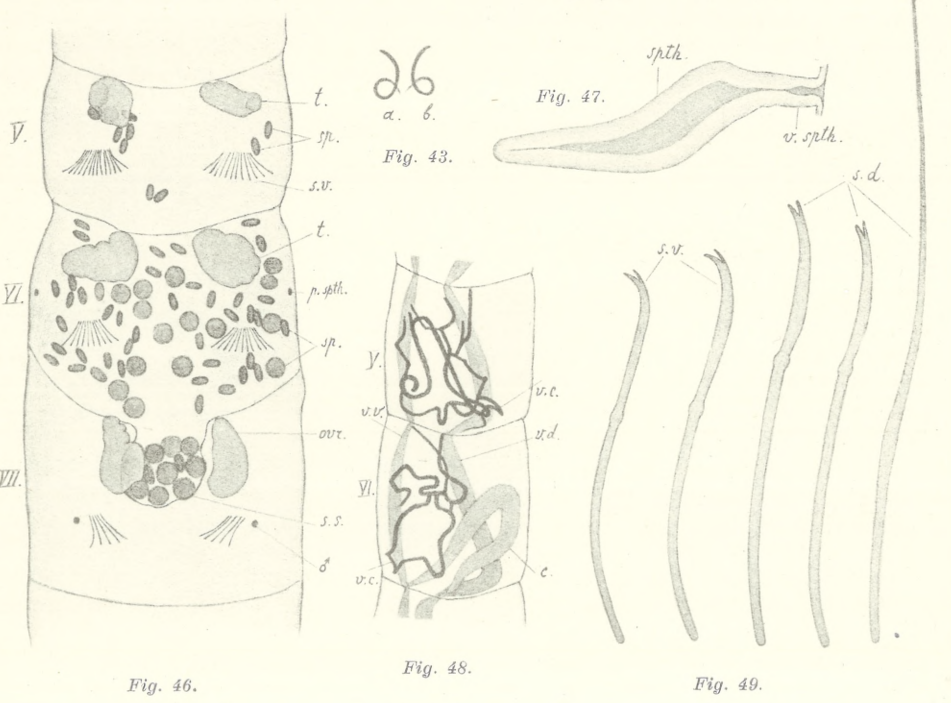 V.
t.
sp.
s.v.
t.
VI.
p.spth.
sp.
ovr.
VII.
s.s.
♂
Fig. 46.
a. b.
Fig. 43.
spth.
Fig. 47.
v. spth.
V.
v.c.
v.v.
v.d.
VI.
v.c.
c.
Fig. 48.
s.d.
s.v.
Fig. 49.